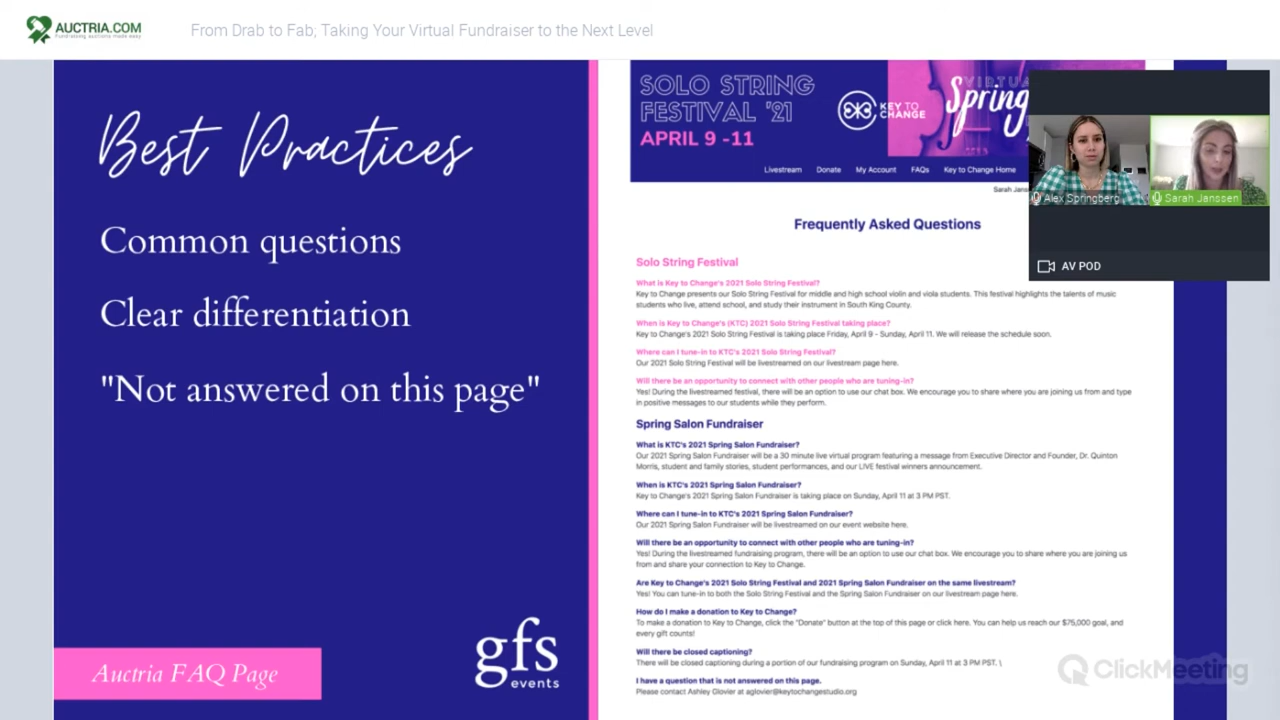 AUCTRIA.COM
Fund-raising auctions made easy
From Drab to Fab; Taking Your Virtual Fundraiser to the Next Level
Best Practices
Common questions
Clear differentiation
"Not answered on this page"
gfs
events
Auctria FAQ Page
SOLO STRING
FESTIVAL '21
APRIL 9 -11
KEY TO
CHANGE
VIRTUA
Spring
Livestream Donate My Account FAQs Key to Change Home
Sarah Jans
Frequently Asked Questions
Solo String Festival
What is Key to Change's 2021 Solo String Festival?
Key to Change presents our Solo String Festival for middle and high school violin and viola students. This festival highlights the talents of music
students who live, attend school, and study their instrument in South King County.
When is Key to Change's (KTC) 2021 Solo String Festival taking place?
Key to Change's 2021 Solo String Festival is taking place Friday, April 9 - Sunday, April 11. We will release the schedule soon.
Where can I tune-in to KTC's 2021 Solo String Festival?
Our 2021 Solo String Festival will be livestreamed on our livestream page here.
Will there be an opportunity to connect with other people who are tuning-in?
Yes! During the livestreamed festival, there will be an option to use our chat box. We encourage you to share where you are joining us from and type
in positive messages to our students while they perform.
Spring Salon Fundraiser
What is KTC's 2021 Spring Salon Fundraiser?
Our 2021 Spring Salon Fundraiser will be a 30 minute live virtual program featuring a message from Executive Director and Founder, Dr. Quinton
Morris, student and family stories, student performances, and our LIVE festival winners announcement.
When is KTC's 2021 Spring Salon Fundraiser?
Key to Change's 2021 Spring Salon Fundraiser is taking place on Sunday, April 11 at 3 PM PST.
Where can I tune-in to KTC's 2021 Spring Salon Fundraiser?
Our 2021 Spring Salon Fundraiser will be livestreamed on our event website here.
Will there be an opportunity to connect with other people who are tuning-in?
Yes! During the livestreamed fundraising program, there will be an option to use our chat box. We encourage you to share where you are joining us
from and share your connection to Key to Change.
Are Key to Change's 2021 Solo String Festival and 2021 Spring Salon Fundraiser on the same livestream?
Yes! You can tune-in to both the Solo String Festival and the Spring Salon Fundraiser on our livestream page here.
How do I make a donation to Key to Change?
To make a donation to Key to Change, click the "Donate" button at the top of this page or click here. You can help us reach our $75,000 goal, and
every gift counts!
Will there be closed captioning?
There will be closed captioning during a portion of our fundraising program on Sunday, April 11 at 3 PM PST. \
I have a question that is not answered on this page.
Please contact Ashley Glovier at aglovier@keytochangestudio.org
Alex Springberg
Sarah Janssen
AV POD
ClickMeeting